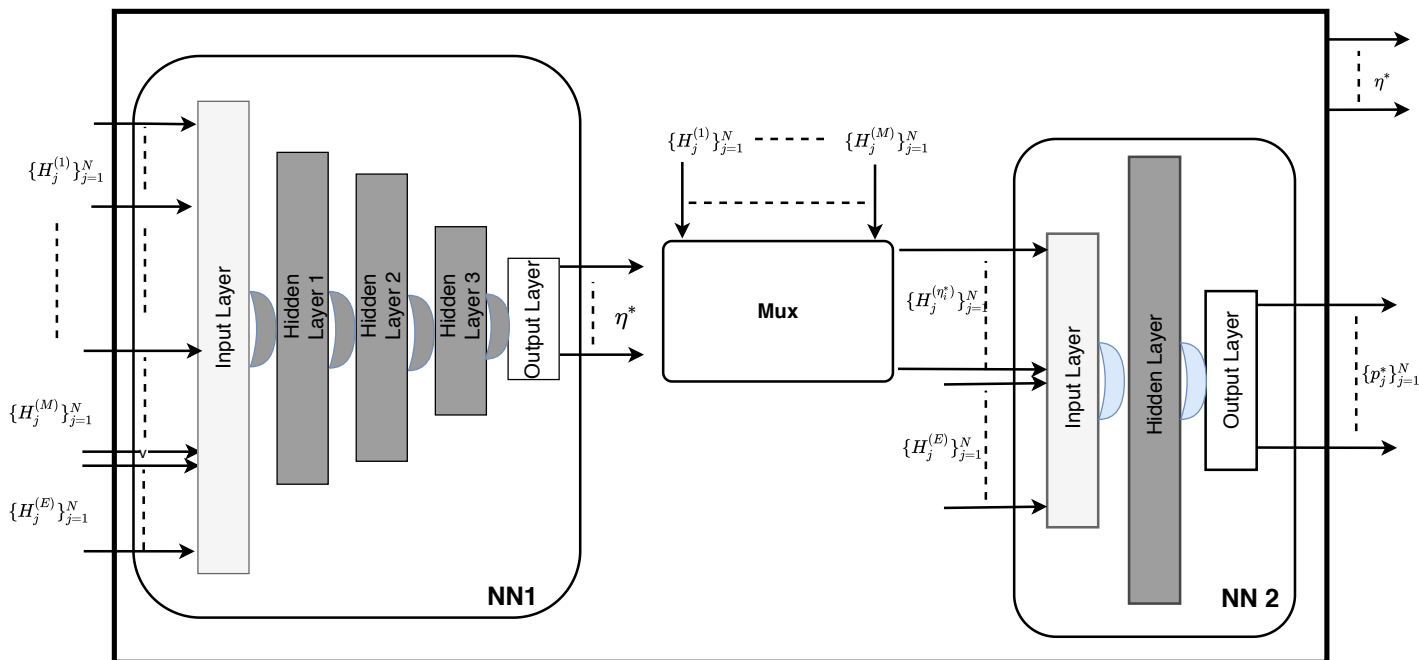 {H_j^{(1)}}_{j=1}^N
{H_j^{(M)}}_{j=1}^N
{H_j^{(E)}}_{j=1}^N
Input Layer
Hidden
Layer 1
Hidden
Layer 2
Hidden
Layer 3
Output Layer
η*
NN1
{H_j^{(1)}}_{j=1}^N
{H_j^{(M)}}_{j=1}^N
Mux
{H_j^{(η_i^*)}}_{j=1}^N
{H_j^{(E)}}_{j=1}^N
Input Layer
Hidden Layer
Output Layer
NN 2
η*
{p_j^*}_{j=1}^N